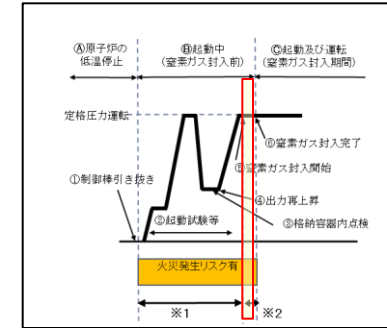 Ⓐ原子炉の
低温停止
Ⓑ起動中
(窒素ガス封入前)
Ⓒ起動及び運転
(窒素ガス封入期間)
定格圧力運転
⑥窒素ガス封入完了
⑤窒素ガス封入開始
①制御棒引き抜き
④出力再上昇
②起動試験等
③格納容器内点検
火災発生リスク有
※1
※2